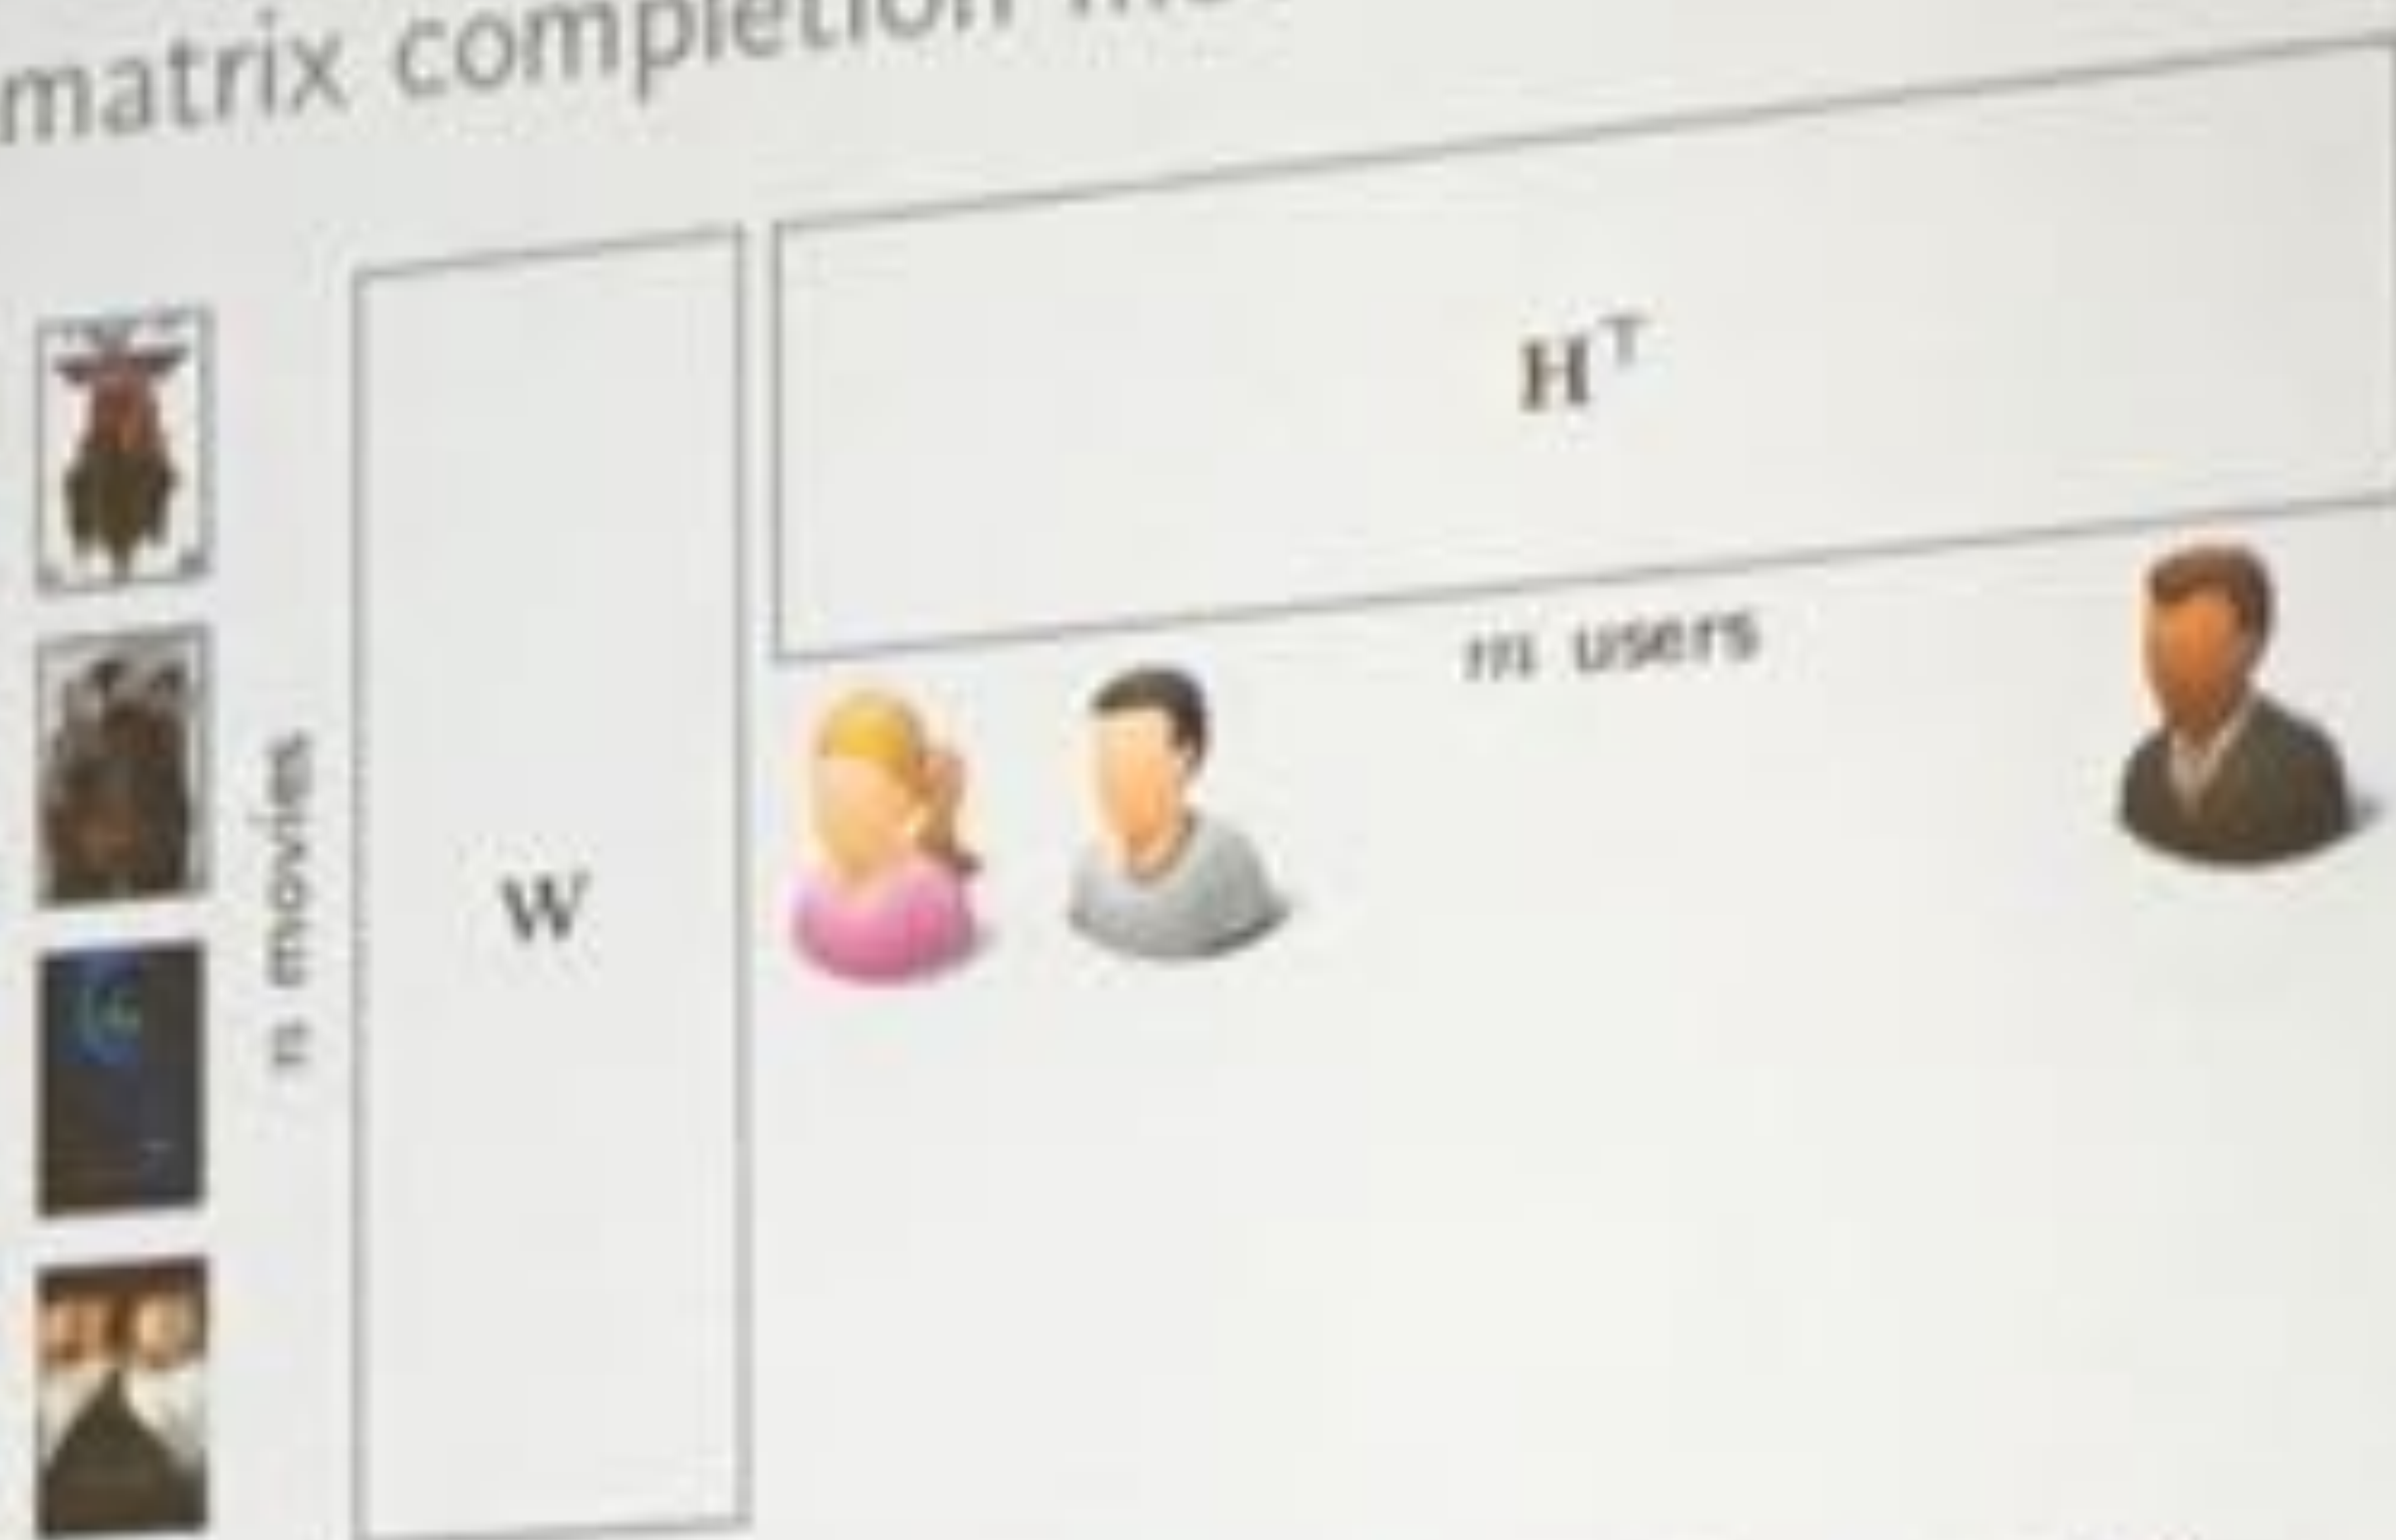 matrix completion
H^T
m users
n movies
W